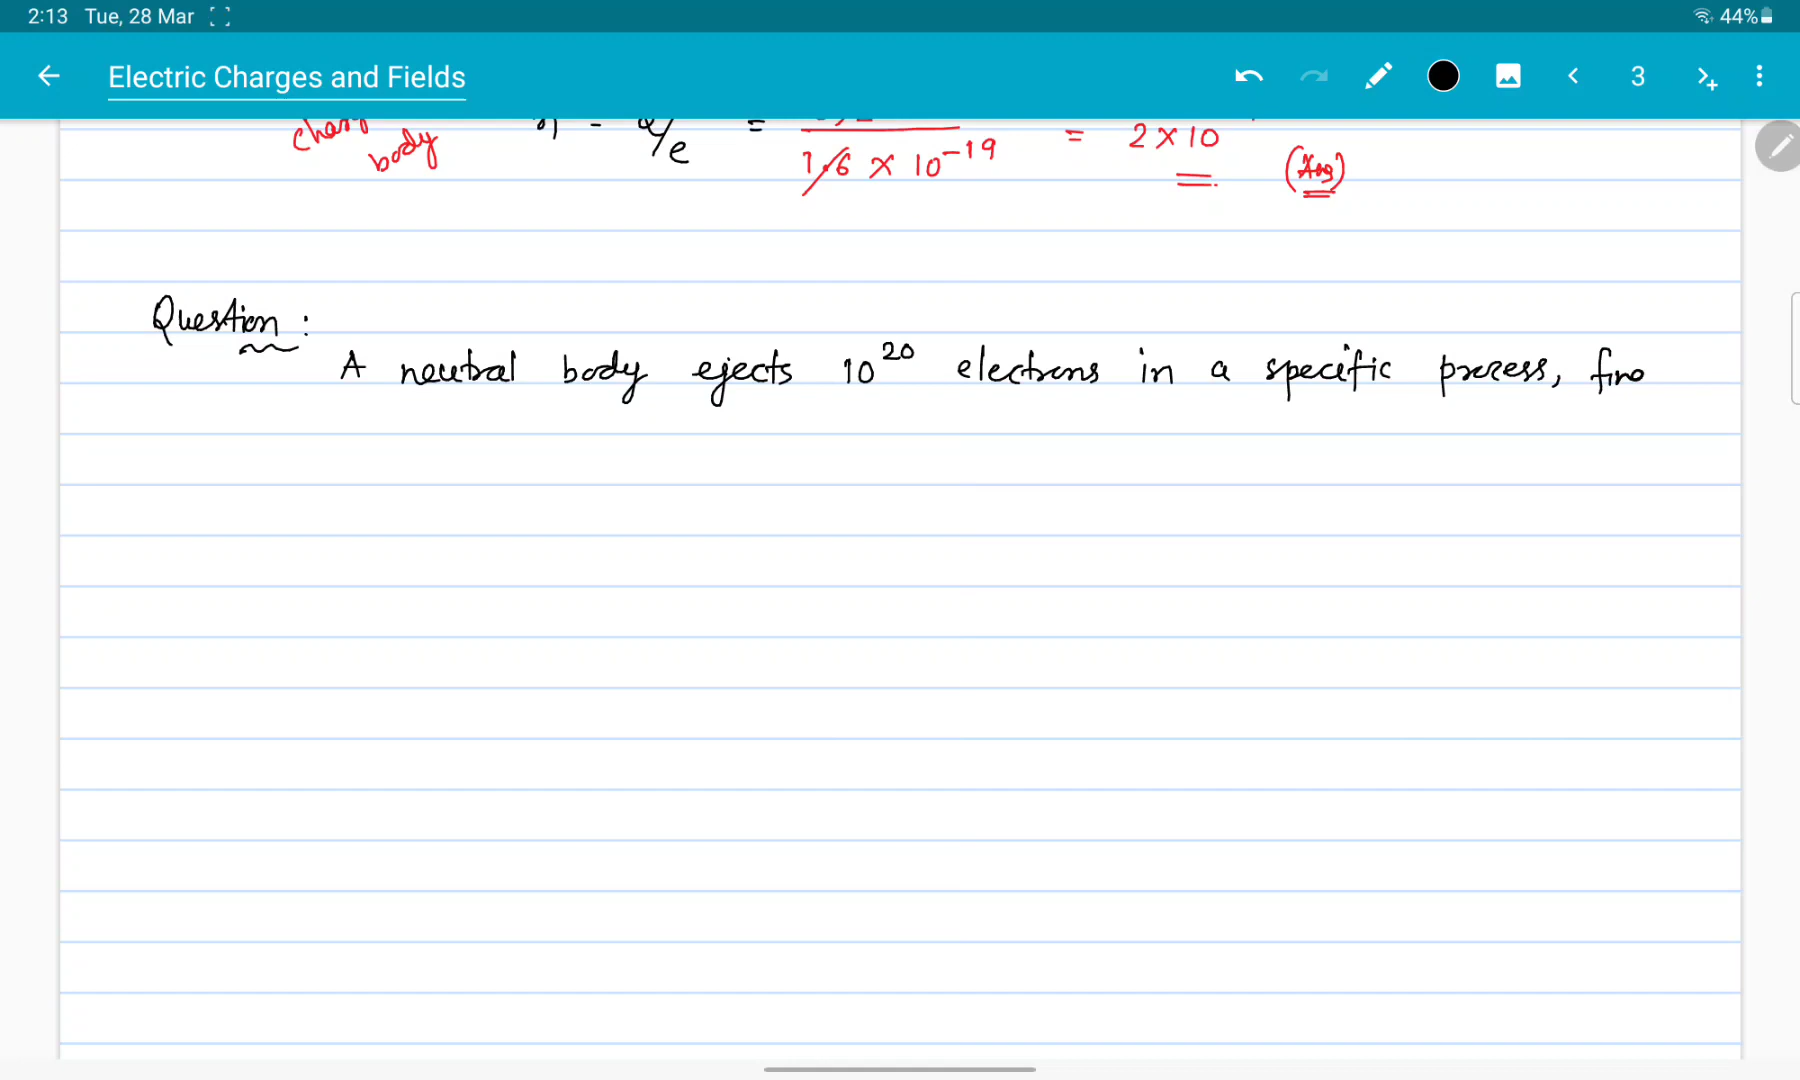 2:13 Tue, 28 Mar 44%
Electric Charges and Fields 3
body /e = 1.6 × 10⁻¹⁹ = 2 × 10 (Ans)
Question :
A neutral body ejects 10²⁰ electrons in a specific process,